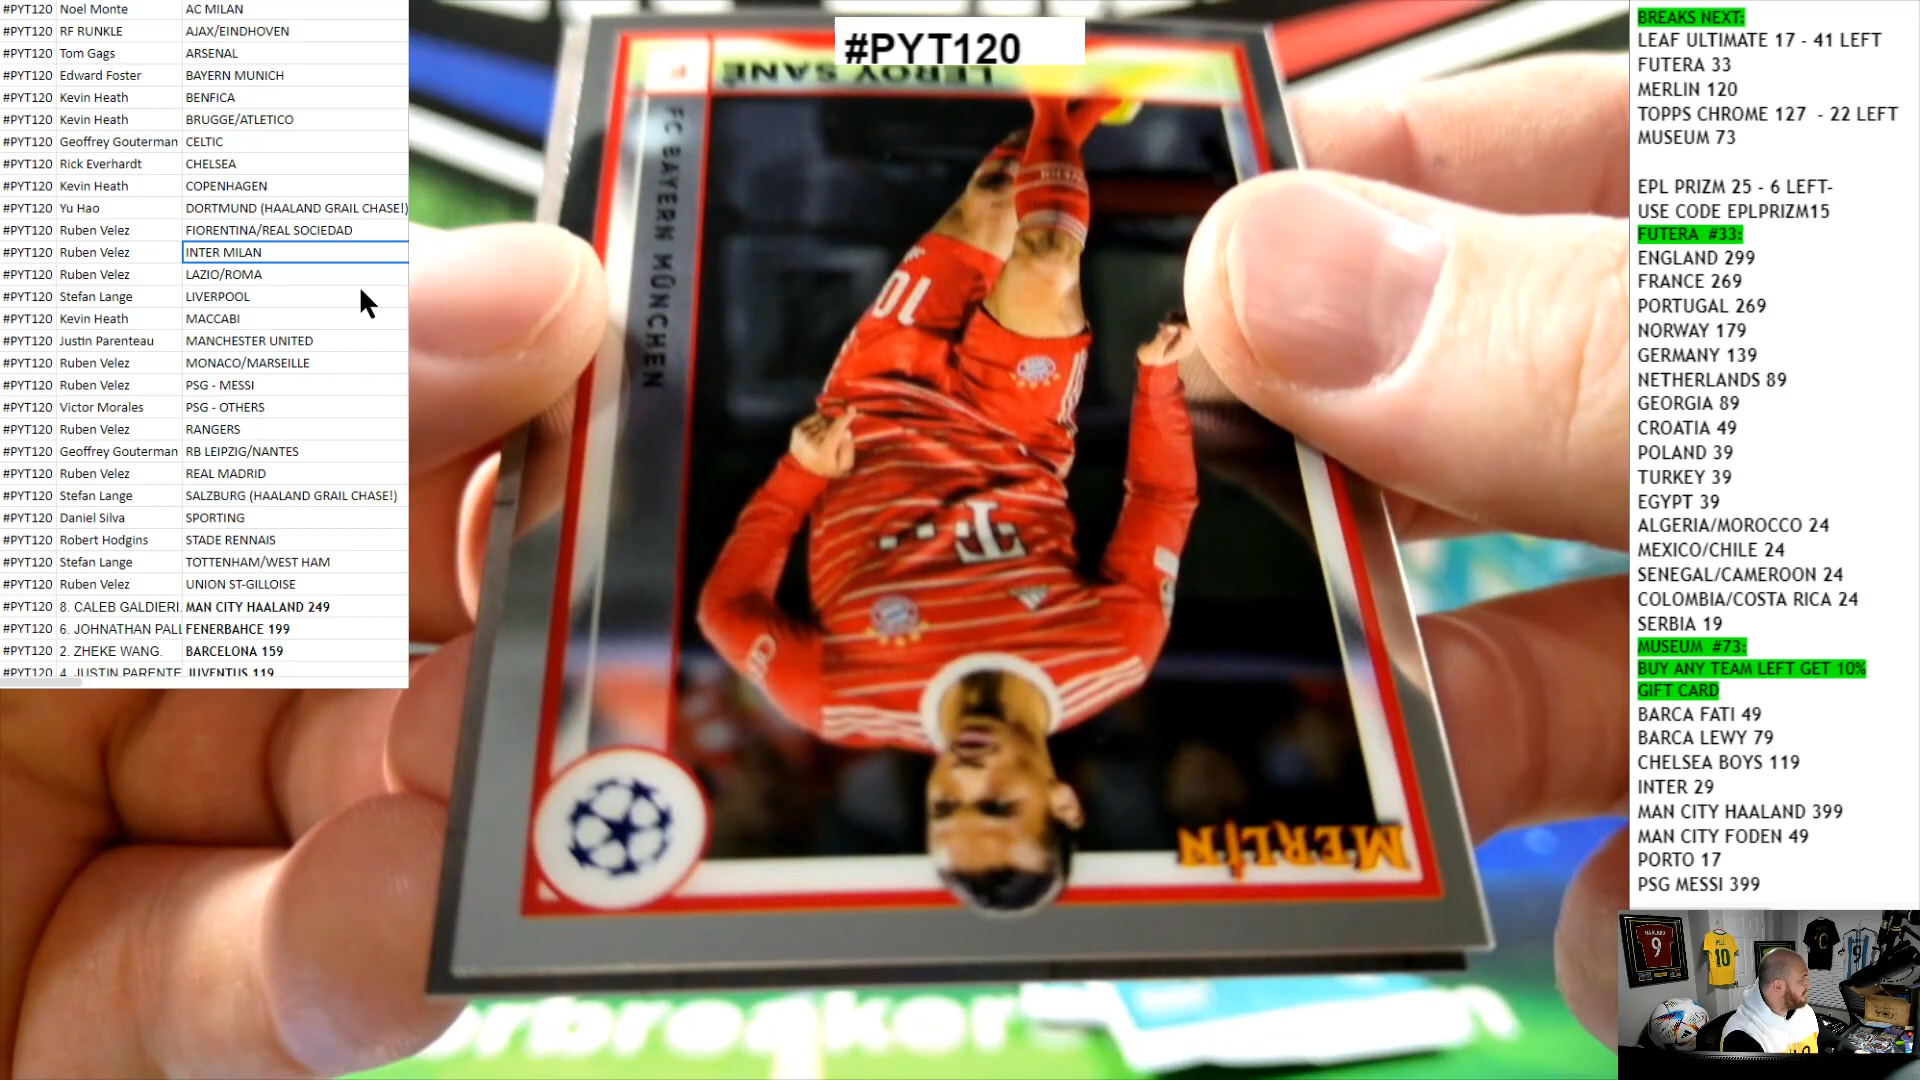 #PYT120 Noel Monte AC MILAN
#PYT120 RF RUNKLE AJAX/EINDHOVEN
#PYT120 Tom Gags ARSENAL
#PYT120 Edward Foster BAYERN MUNICH
#PYT120 Kevin Heath BENFICA
#PYT120 Kevin Heath BRUGGE/ATLETICO
#PYT120 Geoffrey Gouterman CELTIC
#PYT120 Rick Everhardt CHELSEA
#PYT120 Kevin Heath COPENHAGEN
#PYT120 Yu Hao DORTMUND (HAALAND GRAIL CHASE!)
#PYT120 Ruben Velez FIORENTINA/REAL SOCIEDAD
#PYT120 Ruben Velez INTER MILAN
#PYT120 Ruben Velez LAZIO/ROMA
#PYT120 Stefan Lange LIVERPOOL
#PYT120 Kevin Heath MACCABI
#PYT120 Justin Parenteau MANCHESTER UNITED
#PYT120 Ruben Velez MONACO/MARSEILLE
#PYT120 Ruben Velez PSG - MESSI
#PYT120 Victor Morales PSG - OTHERS
#PYT120 Ruben Velez RANGERS
#PYT120 Geoffrey Gouterman RB LEIPZIG/NANTES
#PYT120 Ruben Velez REAL MADRID
#PYT120 Stefan Lange SALZBURG (HAALAND GRAIL CHASE!)
#PYT120 Daniel Silva SPORTING
#PYT120 Robert Hodgins STADE RENNAIS
#PYT120 Stefan Lange TOTTENHAM/WEST HAM
#PYT120 Ruben Velez UNION ST-GILLOISE
#PYT120 8. CALEB GALDIERI. MAN CITY HAALAND 249
#PYT120 6. JOHNATHAN PALL FENERBAHCE 199
#PYT120 2. ZHEKE WANG. BARCELONA 159
#PYT120 4. JUSTIN PARENTE JUVENTUS 119
#PYT120
LEROY SANÉ
F
FC BAYERN MÜNCHEN
10
T
MERLIN
BREAKS NEXT:
LEAF ULTIMATE 17 - 41 LEFT
FUTERA 33
MERLIN 120
TOPPS CHROME 127 - 22 LEFT
MUSEUM 73
EPL PRIZM 25 - 6 LEFT-
USE CODE EPLPRIZM15
FUTERA #33:
ENGLAND 299
FRANCE 269
PORTUGAL 269
NORWAY 179
GERMANY 139
NETHERLANDS 89
GEORGIA 89
CROATIA 49
POLAND 39
TURKEY 39
EGYPT 39
ALGERIA/MOROCCO 24
MEXICO/CHILE 24
SENEGAL/CAMEROON 24
COLOMBIA/COSTA RICA 24
SERBIA 19
MUSEUM #73:
BUY ANY TEAM LEFT GET 10%
GIFT CARD
BARCA FATI 49
BARCA LEWY 79
CHELSEA BOYS 119
INTER 29
MAN CITY HAALAND 399
MAN CITY FODEN 49
PORTO 17
PSG MESSI 399
HAALAND
9
10